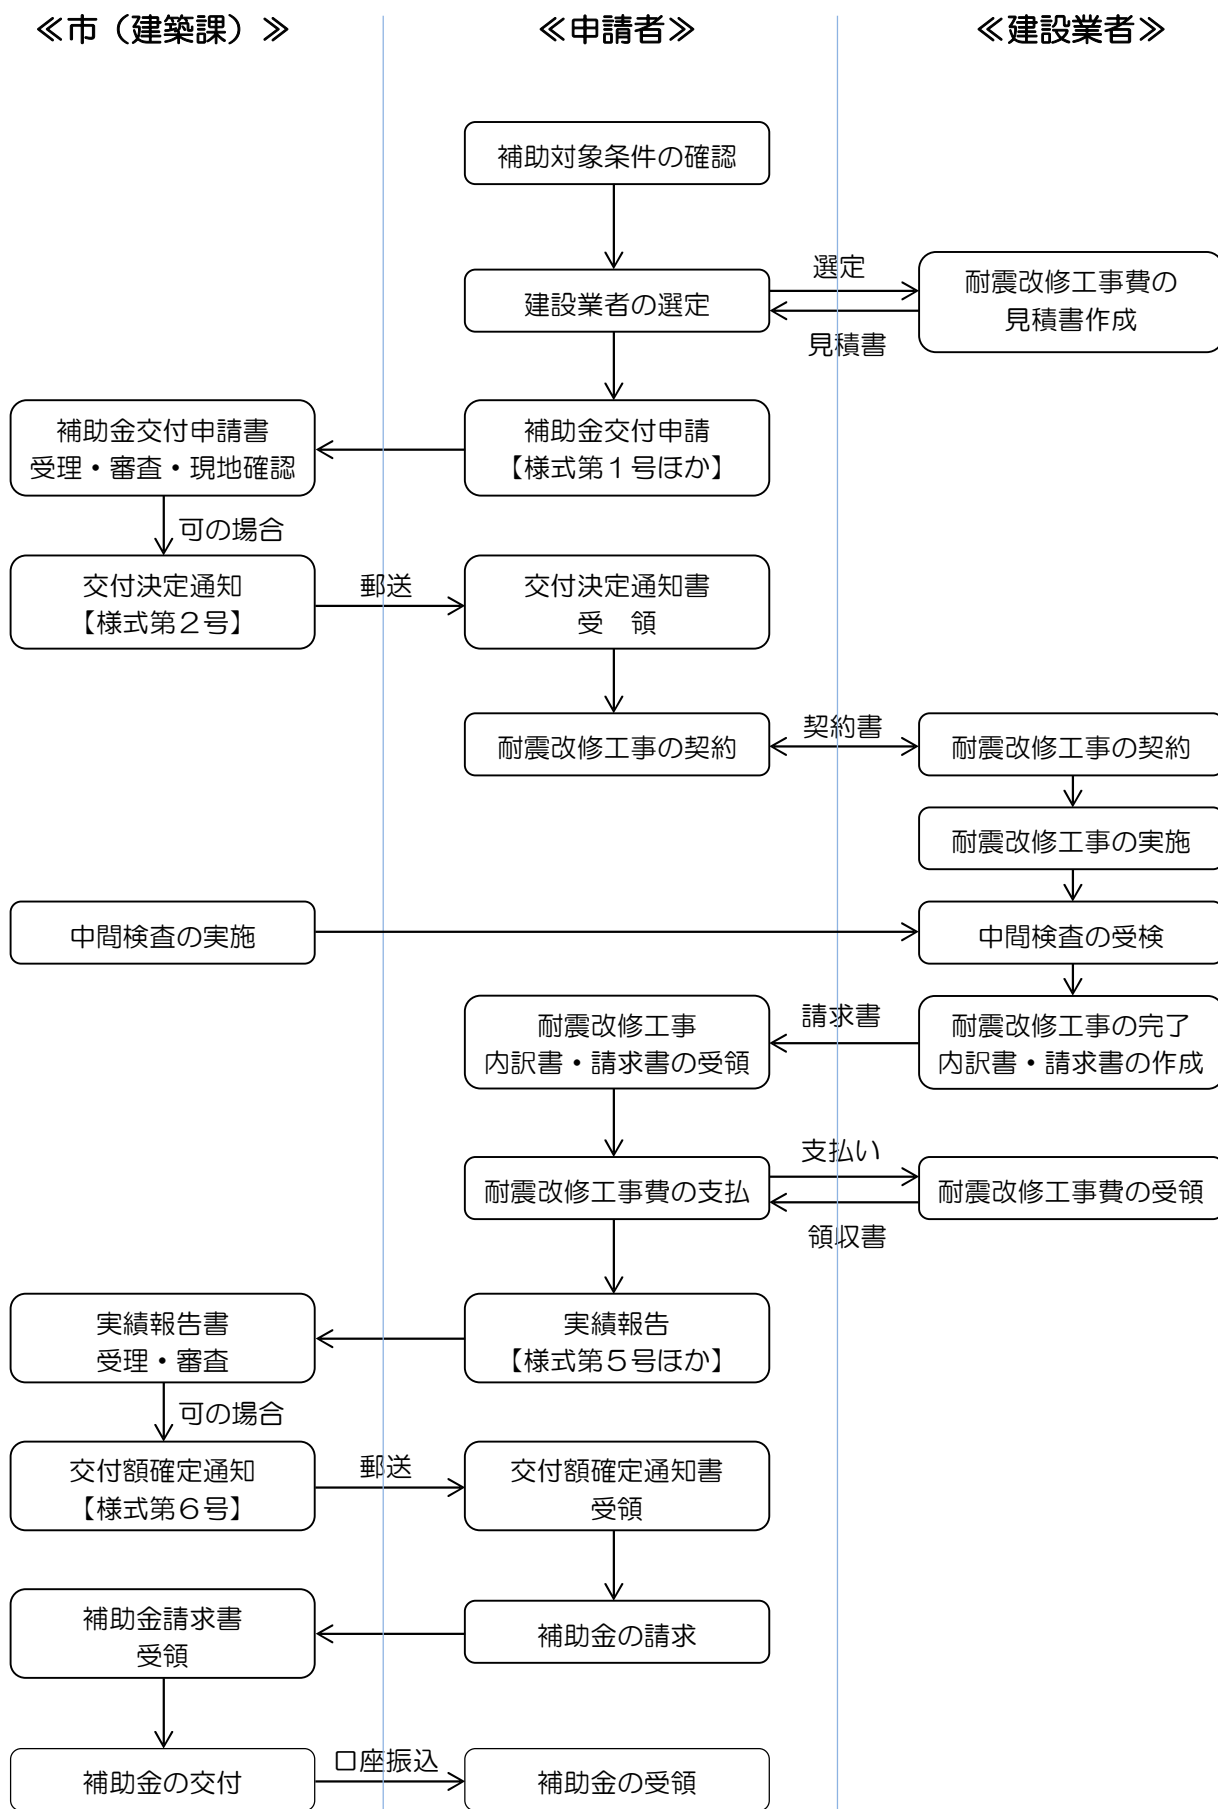 ≪市（建築課）≫
≪申請者≫
≪建設業者≫
補助対象条件の確認
建設業者の選定
選定
見積書
耐震改修工事費の
見積書作成
補助金交付申請書
受理・審査・現地確認
補助金交付申請
【様式第１号ほか】
可の場合
交付決定通知
【様式第２号】
郵送
交付決定通知書
受　領
耐震改修工事の契約
契約書
耐震改修工事の契約
耐震改修工事の実施
中間検査の実施
中間検査の受検
耐震改修工事
内訳書・請求書の受領
請求書
耐震改修工事の完了
内訳書・請求書の作成
耐震改修工事費の支払
支払い
領収書
耐震改修工事費の受領
実績報告書
受理・審査
実績報告
【様式第５号ほか】
可の場合
交付額確定通知
【様式第６号】
郵送
交付額確定通知書
受領
補助金請求書
受領
補助金の請求
補助金の交付
口座振込
補助金の受領